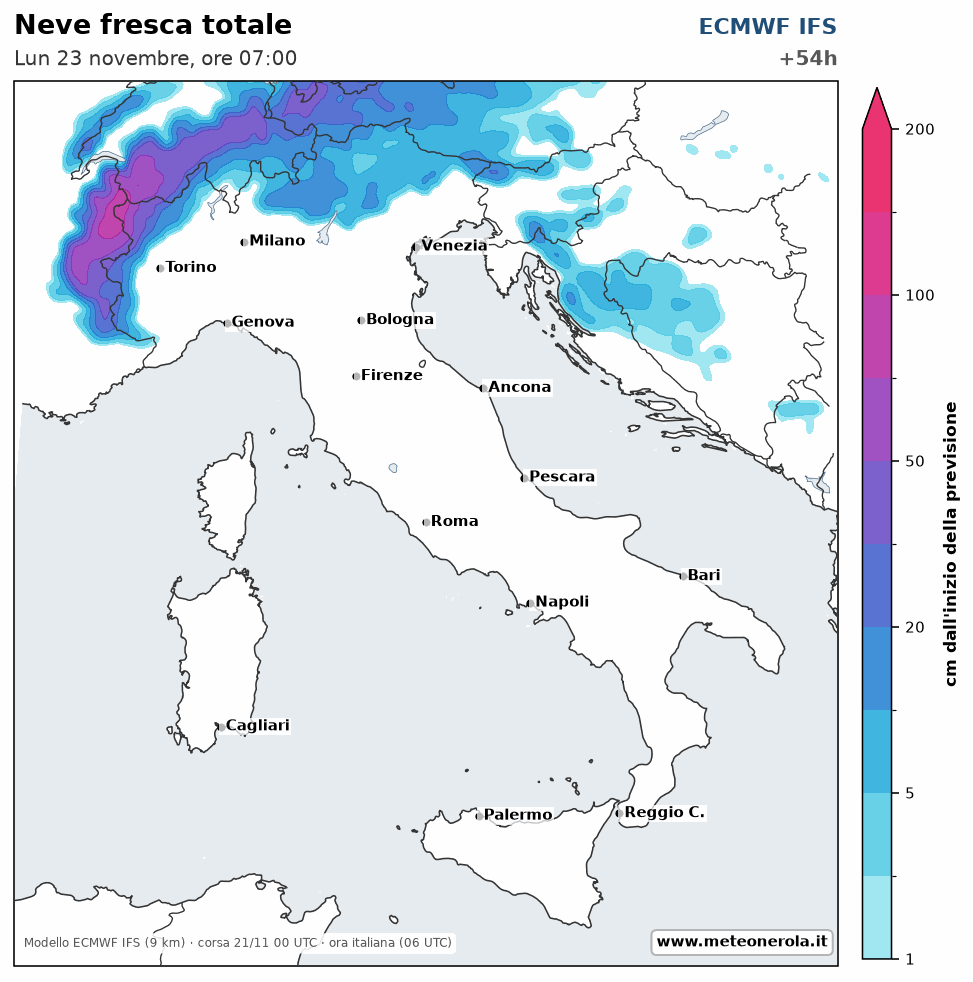 Neve fresca totale
ECMWF IFS
Lun 23 novembre, ore 07:00
+54h
200
100
50
20
5
1
cm dall'inizio della previsione
Milano
Venezia
Torino
Genova
Bologna
Firenze
Ancona
Pescara
Roma
Bari
Napoli
Cagliari
Palermo
Reggio C.
Modello ECMWF IFS (9 km) · corsa 21/11 00 UTC · ora italiana (06 UTC)
www.meteonerola.it